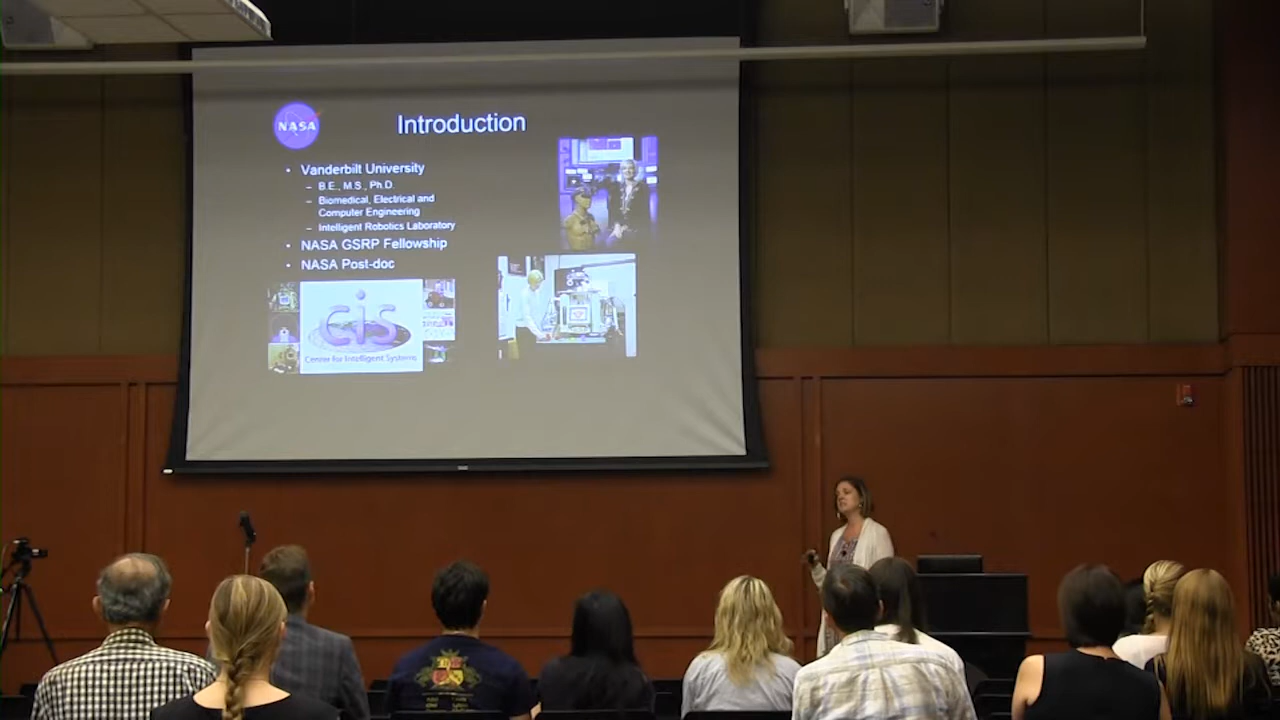 NASA
Introduction
• Vanderbilt University
– B.E., M.S., Ph.D.
– Biomedical, Electrical and
Computer Engineering
– Intelligent Robotics Laboratory
• NASA GSRP Fellowship
• NASA Post-doc
CIS
Center for Intelligent Systems